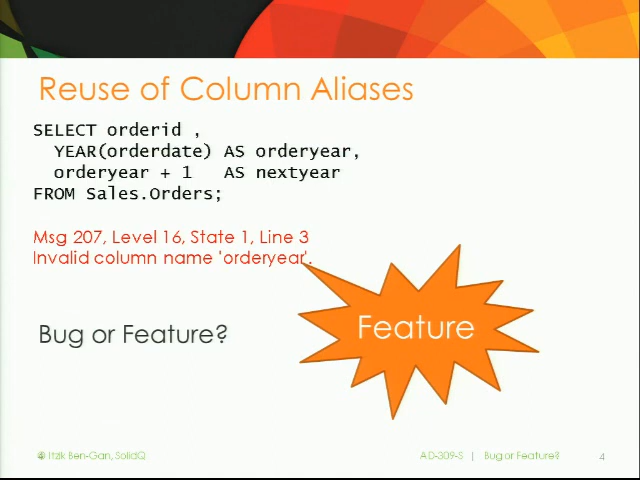 Reuse of Column Aliases
SELECT orderid ,
YEAR(orderdate) AS orderyear,
orderyear + 1 AS nextyear
FROM Sales.Orders;
Msg 207, Level 16, State 1, Line 3
Invalid column name 'orderyear'.
Feature
Bug or Feature?
© Itzik Ben-Gan, SolidQ
AD-309-S | Bug or Feature?
4